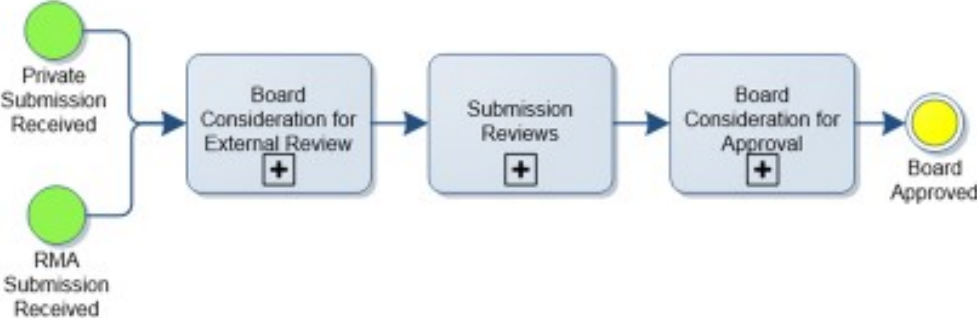 Private
Submission
Received
RMA
Submission
Received
Board
Consideration for
External Review
Submission
Reviews
Board
Consideration for
Approval
Board
Approved